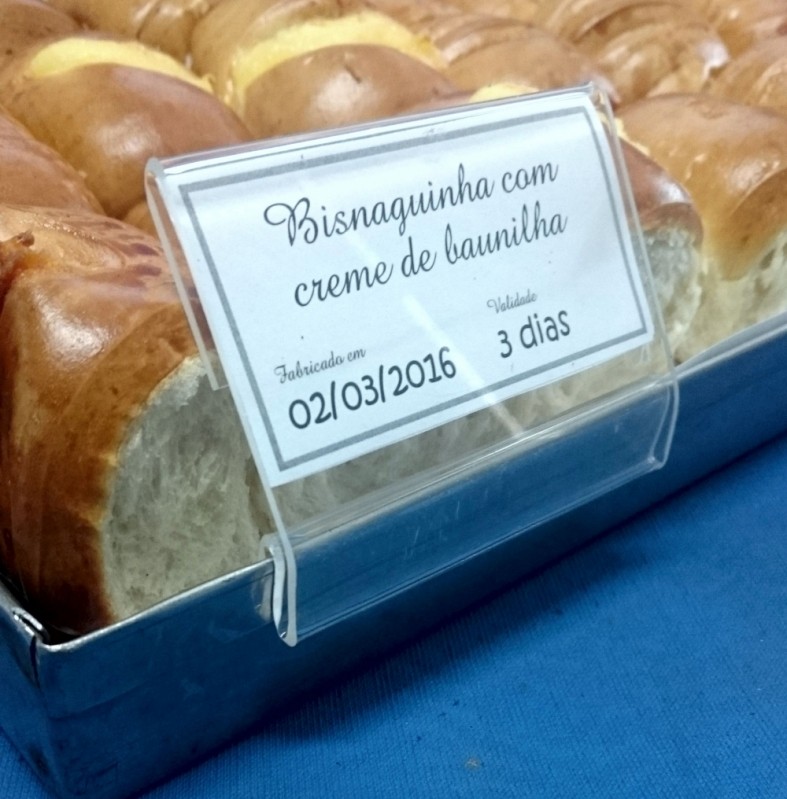 Bisnaguinha com
creme de baunilha
Fabricado em
02/03/2016
Validade
3 dias